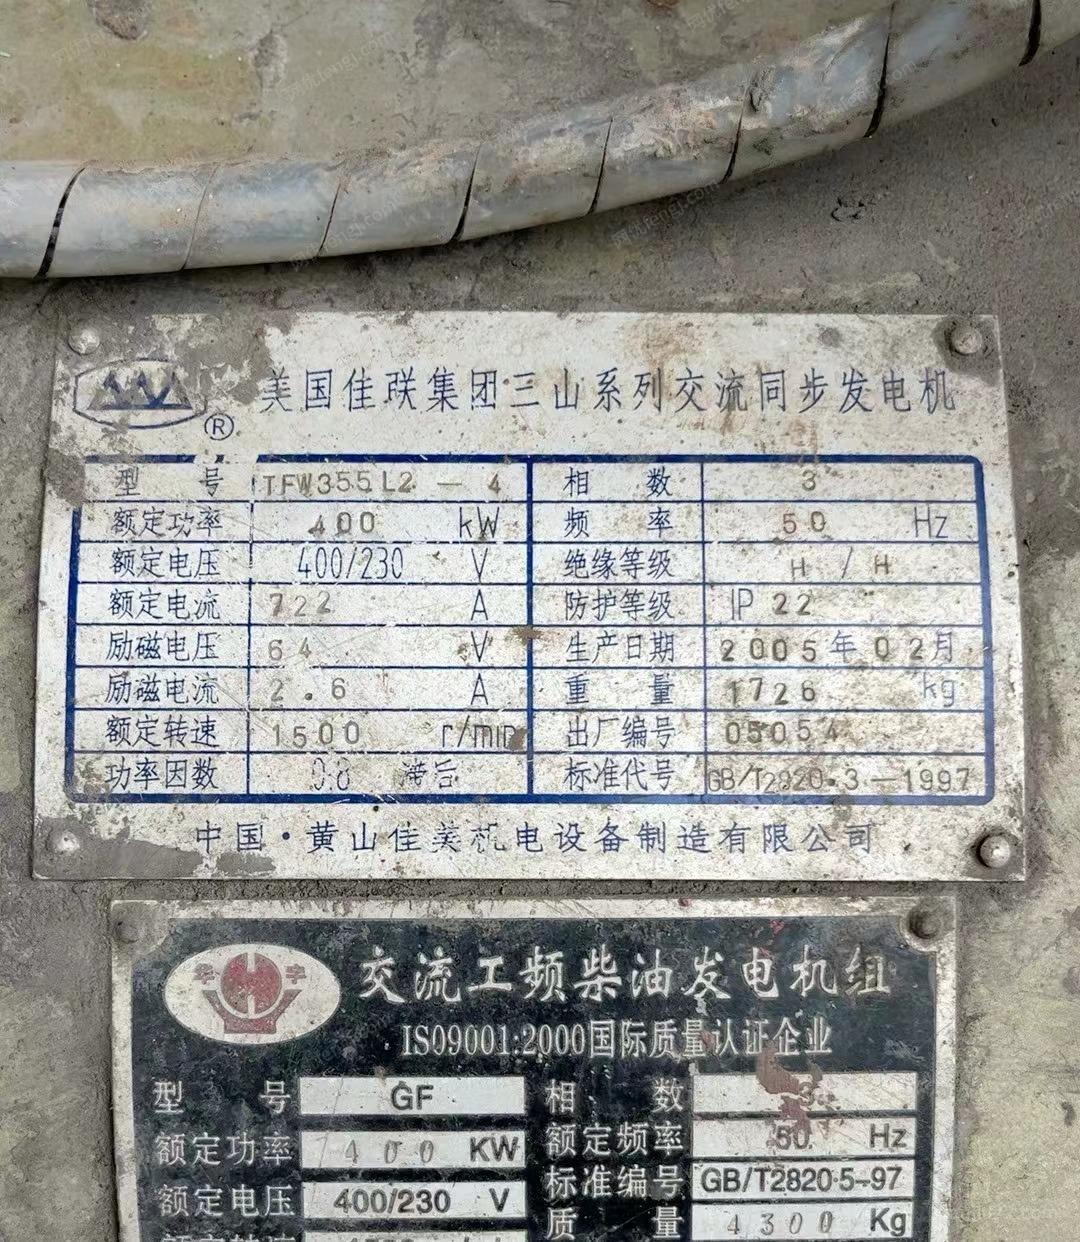 ® 美国佳联集团三山系列交流同步发电机
型 号 TFW355L2 - 4 相 数 3
额定功率 400 kW 频 率 50 Hz
额定电压 400/230 V 绝缘等级 H / H
额定电流 722 A 防护等级 IP 22
励磁电压 64 V 生产日期 2005年02月
励磁电流 2.6 A 重 量 1726 kg
额定转速 1500 r/min 出厂编号 05054
功率因数 0.8 滞后 标准代号 GB/T2820.3-1997
中国·黄山佳美机电设备制造有限公司
华丰 交流工频柴油发电机组
ISO9001:2000国际质量认证企业
型 号 GF 相 数 3
额定功率 400 KW 额定频率 50 Hz
额定电压 400/230 V 标准编号 GB/T2820·5-97
质 量 4300 Kg